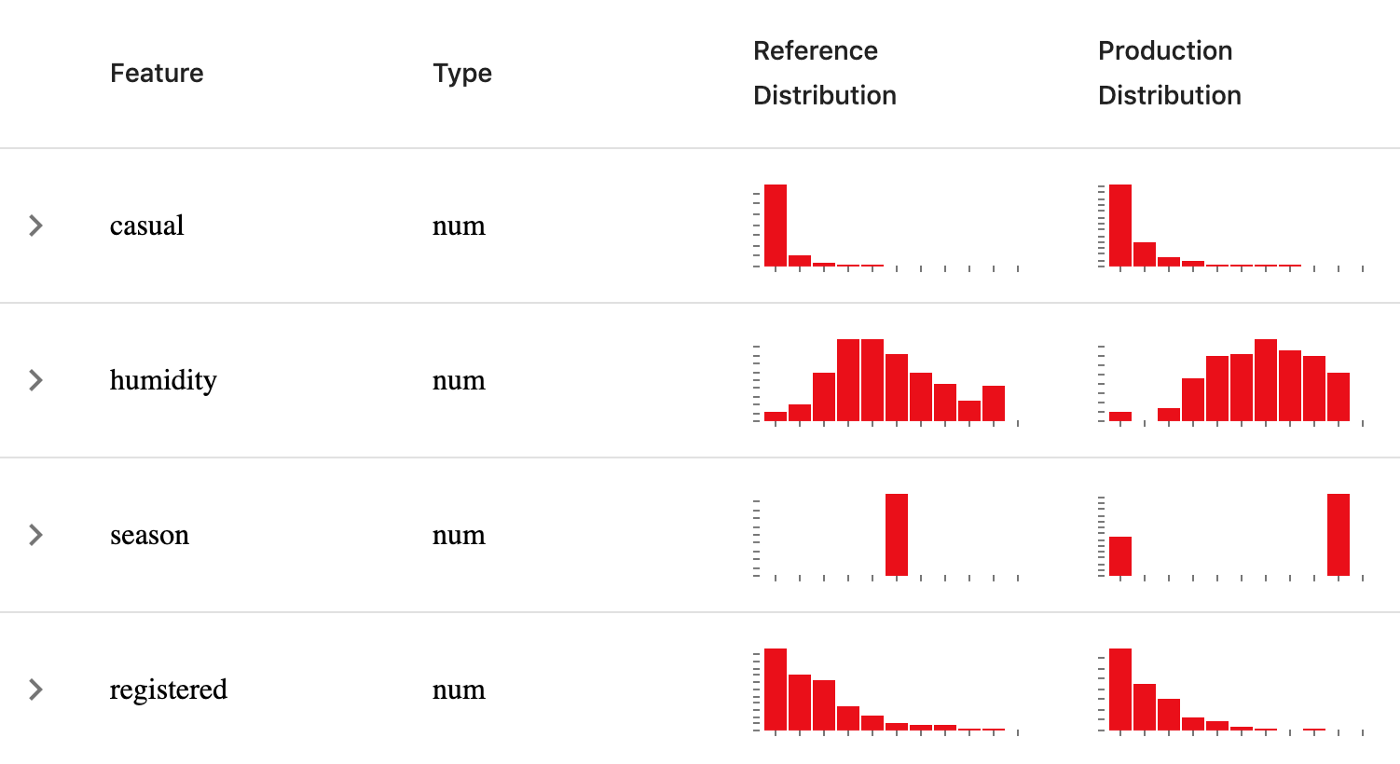 Feature Type Reference Distribution Production Distribution
casual num
humidity num
season num
registered num